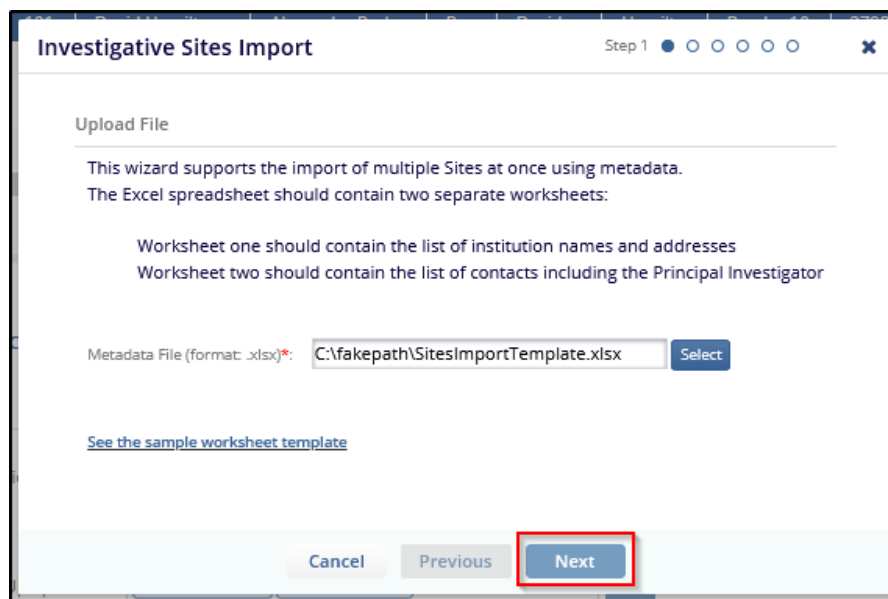 Investigative Sites Import
Step 1
Upload File
This wizard supports the import of multiple Sites at once using metadata.
The Excel spreadsheet should contain two separate worksheets:
Worksheet one should contain the list of institution names and addresses
Worksheet two should contain the list of contacts including the Principal Investigator
Metadata File (format: .xlsx)*: C:\fakepath\SitesImportTemplate.xlsx Select
See the sample worksheet template
Cancel Previous Next